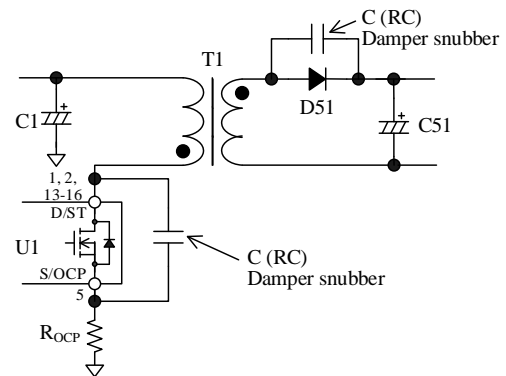 C (RC)
Damper snubber
T1
D51
C1
C51
1, 2,
13-16
D/ST
U1
S/OCP
5
C (RC)
Damper snubber
ROCP